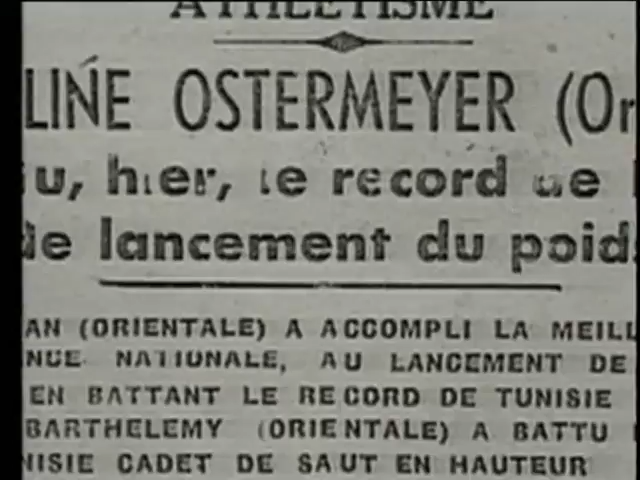 ATHLETISME
LINE OSTERMEYER (Or
u, hier, le record de
de lancement du poids
AN (ORIENTALE) A ACCOMPLI LA MEILL
NCE NATIONALE, AU LANCEMENT DE
EN BATTANT LE RECORD DE TUNISIE
BARTHELEMY (ORIENTALE) A BATTU
NISIE CADET DE SAUT EN HAUTEUR